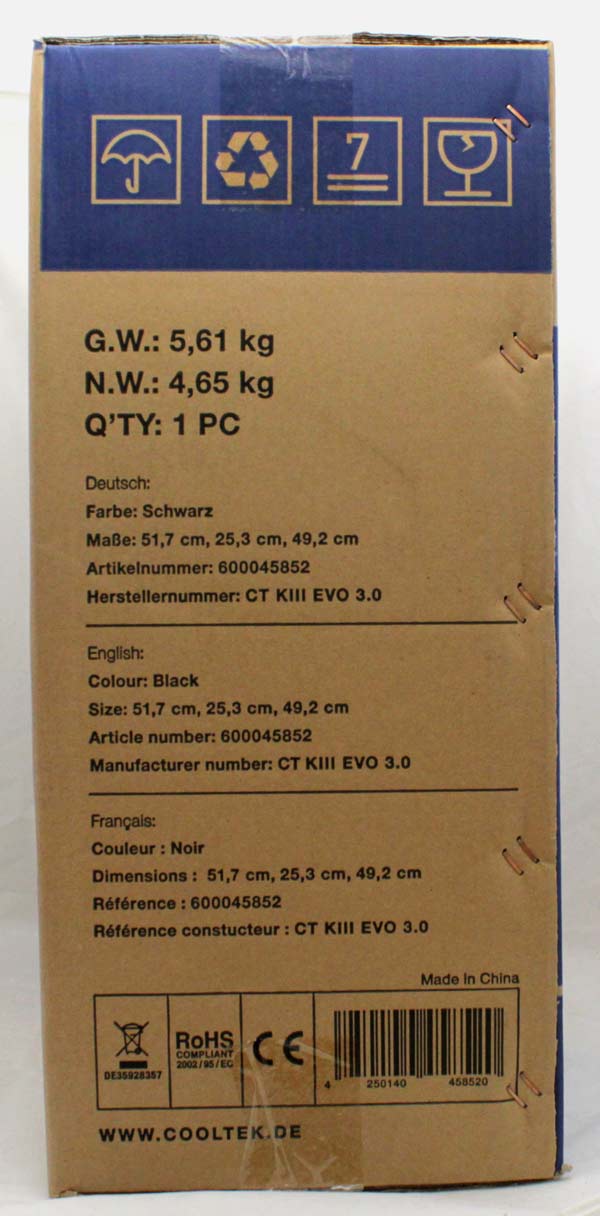 7
G.W.: 5,61 kg
N.W.: 4,65 kg
Q'TY: 1 PC
Deutsch:
Farbe: Schwarz
Maße: 51,7 cm, 25,3 cm, 49,2 cm
Artikelnummer: 600045852
Herstellernummer: CT KIII EVO 3.0
English:
Colour: Black
Size: 51,7 cm, 25,3 cm, 49,2 cm
Article number: 600045852
Manufacturer number: CT KIII EVO 3.0
Français:
Couleur : Noir
Dimensions : 51,7 cm, 25,3 cm, 49,2 cm
Référence : 600045852
Référence constucteur : CT KIII EVO 3.0
Made in China
DE35928357
RoHS
COMPLIANT
2002/95/EC
CE
4 250140 458520
WWW.COOLTEK.DE